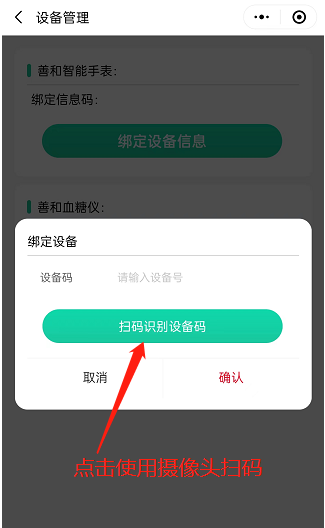 设备管理
善和智能手表：
绑定信息码：
绑定设备信息
善和血糖仪：
绑定设备
设备码 请输入设备号
扫码识别设备码
取消 确认
点击使用摄像头扫码